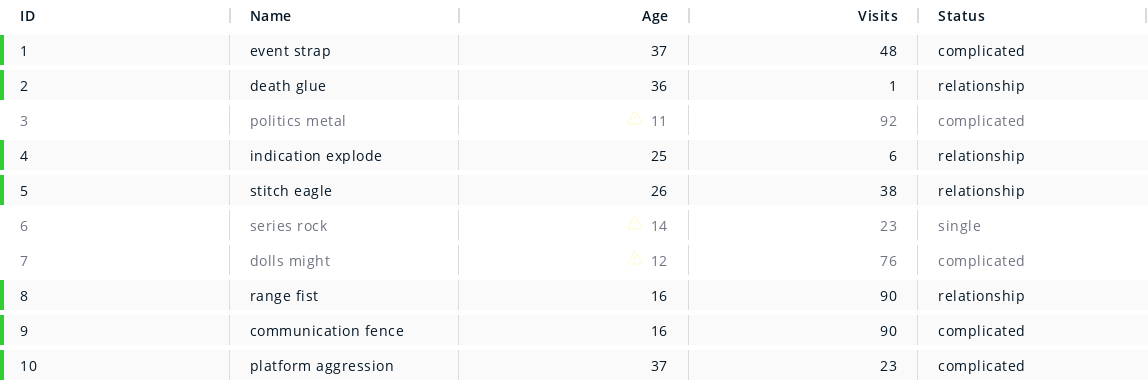 ID Name Age Visits Status
1 event strap 37 48 complicated
2 death glue 36 1 relationship
3 politics metal 11 92 complicated
4 indication explode 25 6 relationship
5 stitch eagle 26 38 relationship
6 series rock 14 23 single
7 dolls might 12 76 complicated
8 range fist 16 90 relationship
9 communication fence 16 90 complicated
10 platform aggression 37 23 complicated